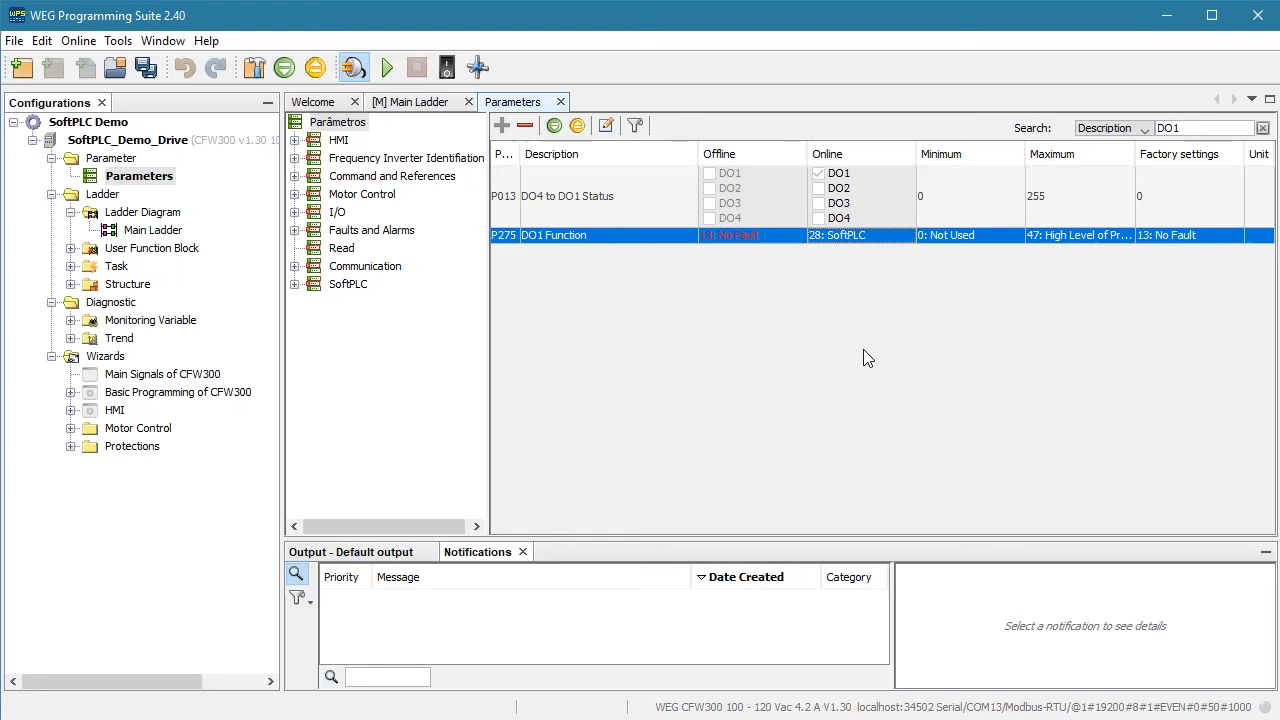 WEG Programming Suite 2.40
File Edit Online Tools Window Help
Configurations
SoftPLC Demo
SoftPLC_Demo_Drive (CFW300 v1.30 10
Parameter
Parameters
Ladder
Ladder Diagram
Main Ladder
User Function Block
Task
Structure
Diagnostic
Monitoring Variable
Trend
Wizards
Main Signals of CFW300
Basic Programming of CFW300
HMI
Motor Control
Protections
Welcome [M] Main Ladder Parameters
Parâmetros
HMI
Frequency Inverter Identifiation
Command and References
Motor Control
I/O
Faults and Alarms
Read
Communication
SoftPLC
Search: Description DO1
P... Description Offline Online Minimum Maximum Factory settings Unit
P013 DO4 to DO1 Status DO1 DO2 DO3 DO4 DO1 DO2 DO3 DO4 0 255 0
P275 DO1 Function 13: No Fault 28: SoftPLC 0: Not Used 47: High Level of Pr... 13: No Fault
Output - Default output Notifications
Priority Message Date Created Category
Select a notification to see details
WEG CFW300 100 - 120 Vac 4.2 A V1.30 localhost:34502 Serial/COM13/Modbus-RTU/@1#19200#8#1#EVEN#0#50#1000